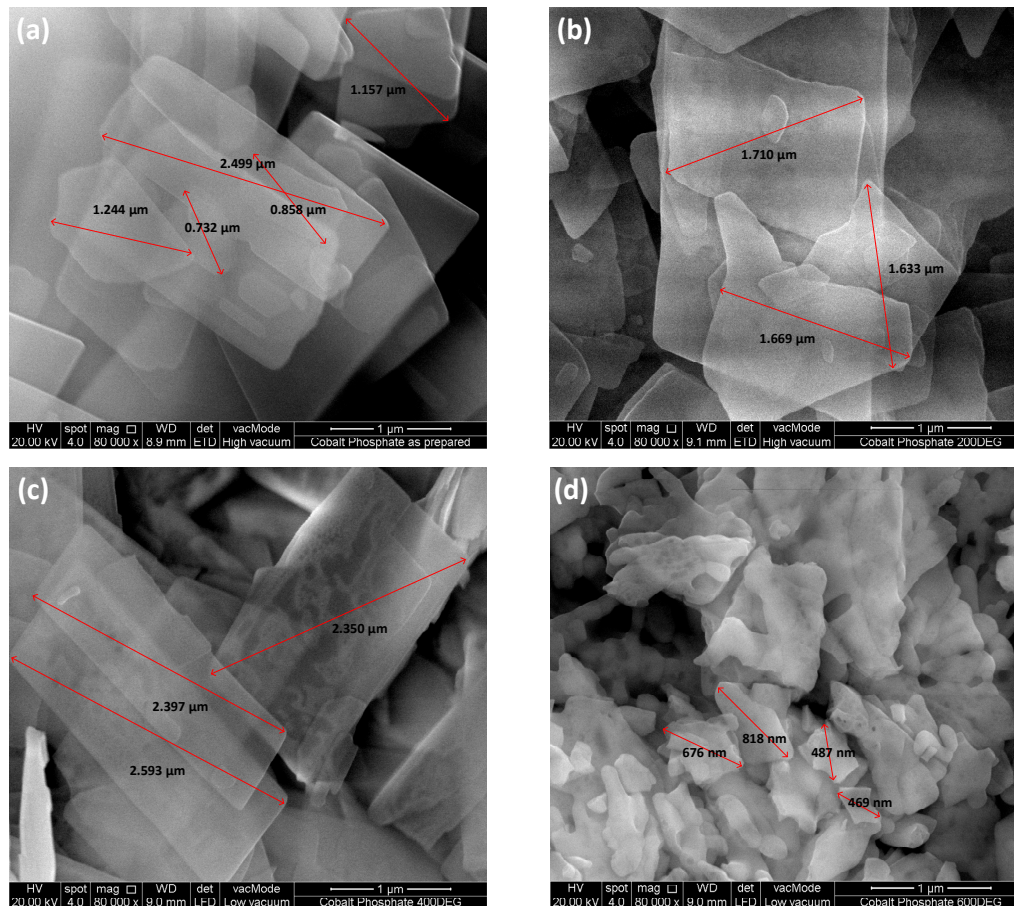 (a)
1.157 µm
2.499 µm
1.244 µm
0.858 µm
0.732 µm
HV spot mag □ WD det vacMode 1 µm
20.00 kV 4.0 80 000 x 8.9 mm ETD High vacuum Cobalt Phosphate as prepared
(b)
1.710 µm
1.633 µm
1.669 µm
HV spot mag □ WD det vacMode 1 µm
20.00 kV 4.0 80 000 x 9.1 mm ETD High vacuum Cobalt Phosphate 200DEG
(c)
2.350 µm
2.397 µm
2.593 µm
HV spot mag □ WD det vacMode 1 µm
20.00 kV 4.0 80 000 x 9.0 mm LFD Low vacuum Cobalt Phosphate 400DEG
(d)
818 nm
676 nm
487 nm
469 nm
HV spot mag □ WD det vacMode 1 µm
20.00 kV 4.0 80 000 x 9.0 mm LFD Low vacuum Cobalt Phosphate 600DEG